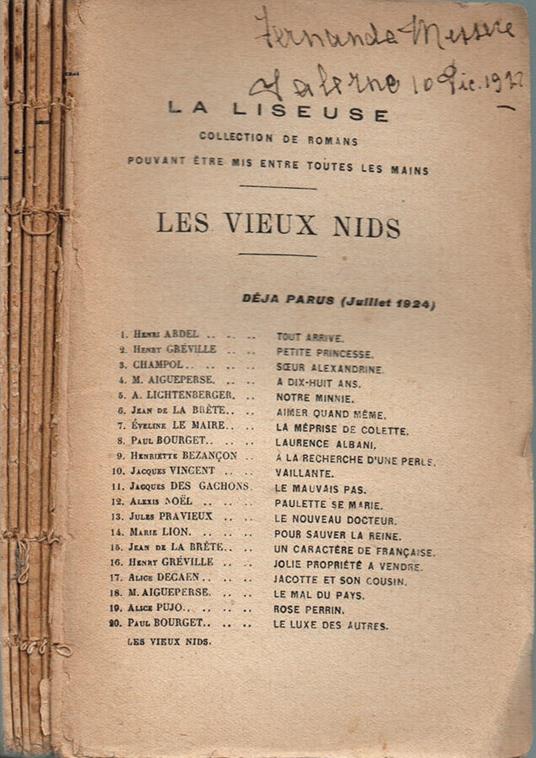 Fernanda Messere
Palermo 10 Dic. 192
LA LISEUSE
COLLECTION DE ROMANS
POUVANT ÊTRE MIS ENTRE TOUTES LES MAINS
LES VIEUX NIDS
DÉJA PARUS (Juillet 1924)
1. HENRI ARDEL .. .. .. TOUT ARRIVE.
2. HENRY GRÉVILLE .. .. PETITE PRINCESSE.
3. CHAMPOL.. .. .. .. SŒUR ALEXANDRINE.
4. M. AIGUEPERSE. .. .. A DIX-HUIT ANS.
5. A. LICHTENBERGER. .. NOTRE MINNIE.
6. JEAN DE LA BRÈTE.. .. AIMER QUAND MÊME.
7. ÉVELINE LE MAIRE.. .. LA MÉPRISE DE COLETTE.
8. PAUL BOURGET.. .. .. LAURENCE ALBANI.
9. HENRIETTE BEZANÇON .. A LA RECHERCHE D'UNE PERLE.
10. JACQUES VINCENT .. .. VAILLANTE.
11. JACQUES DES GACHONS. LE MAUVAIS PAS.
12. ALEXIS NOËL .. .. .. PAULETTE SE MARIE.
13. JULES PRAVIEUX .. .. LE NOUVEAU DOCTEUR.
14. MARIE LION. .. .. .. POUR SAUVER LA REINE.
15. JEAN DE LA BRÈTE.. .. UN CARACTÈRE DE FRANÇAISE.
16. HENRY GRÉVILLE .. .. JOLIE PROPRIÉTÉ A VENDRE.
17. ALICE DECAEN.. .. .. JACOTTE ET SON COUSIN.
18. M. AIGUEPERSE. .. .. LE MAL DU PAYS.
19. ALICE PUJO.. .. .. .. ROSE PERRIN.
20. PAUL BOURGET.. .. .. LE LUXE DES AUTRES.
LES VIEUX NIDS.